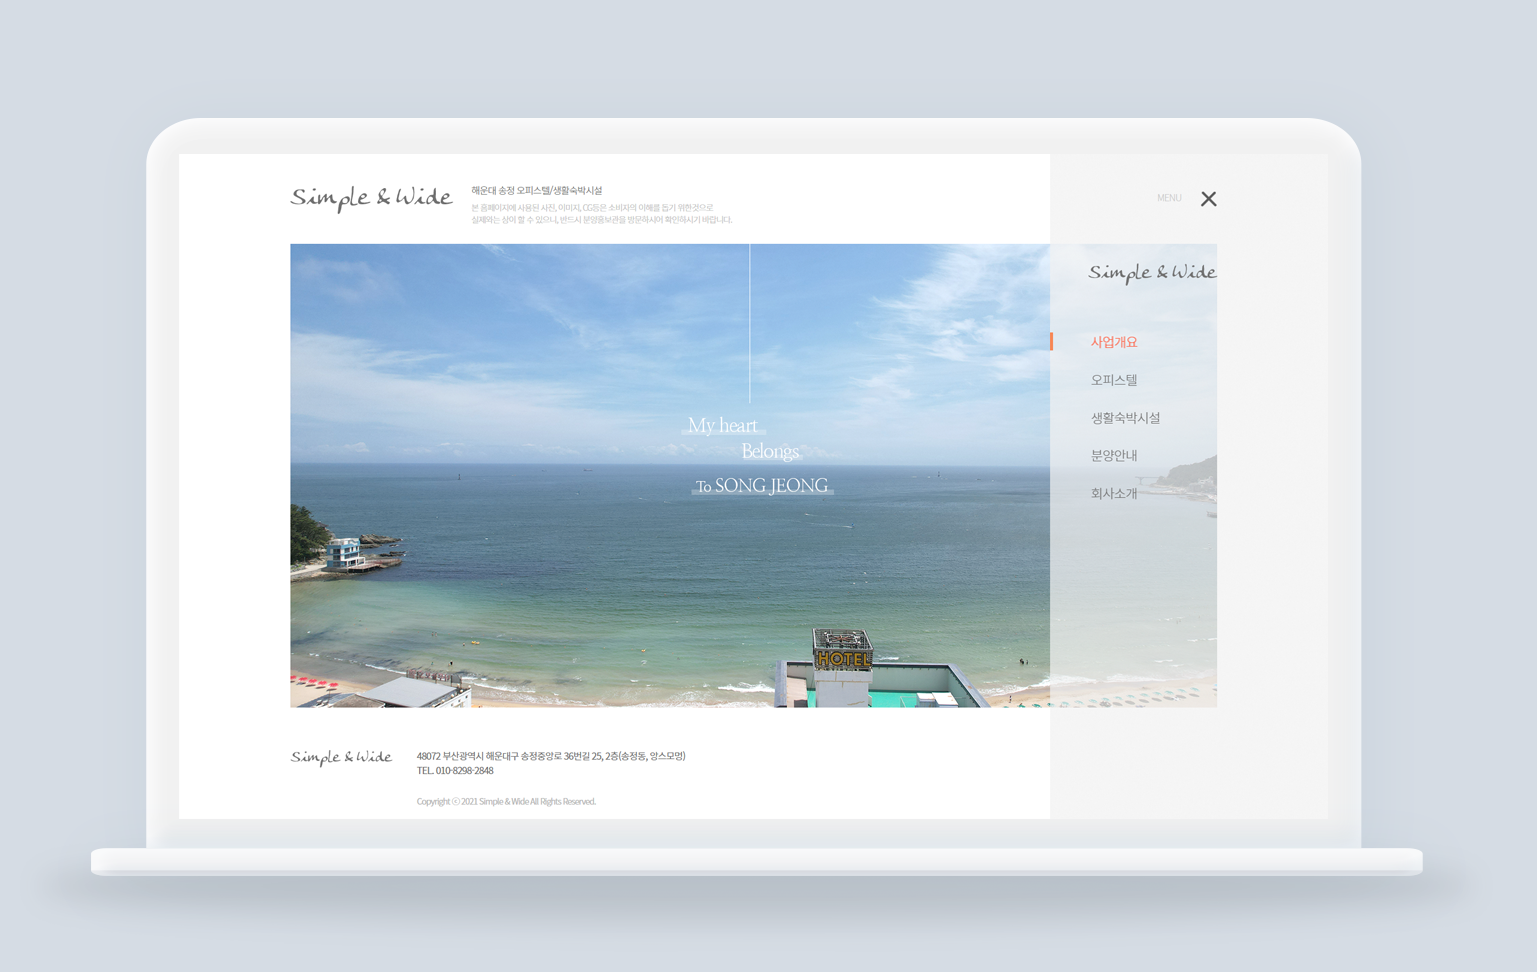 Simple & Wide
해운대 송정 오피스텔/생활숙박시설
본 홈페이지에 사용된 사진, 이미지, CG등은 소비자의 이해를 돕기 위한것으로
실제와는 상이 할 수 있으니, 반드시 분양홍보관을 방문하시어 확인하시기 바랍니다.
MENU
Simple & Wide
사업개요
오피스텔
생활숙박시설
분양안내
회사소개
My heart
Belongs
To SONG JEONG
HOTEL
Simple & Wide
48072 부산광역시 해운대구 송정중앙로 36번길 25, 2층(송정동, 앙스모멍)
TEL. 010-8298-2848
Copyright ⓒ 2021 Simple & Wide All Rights Reserved.